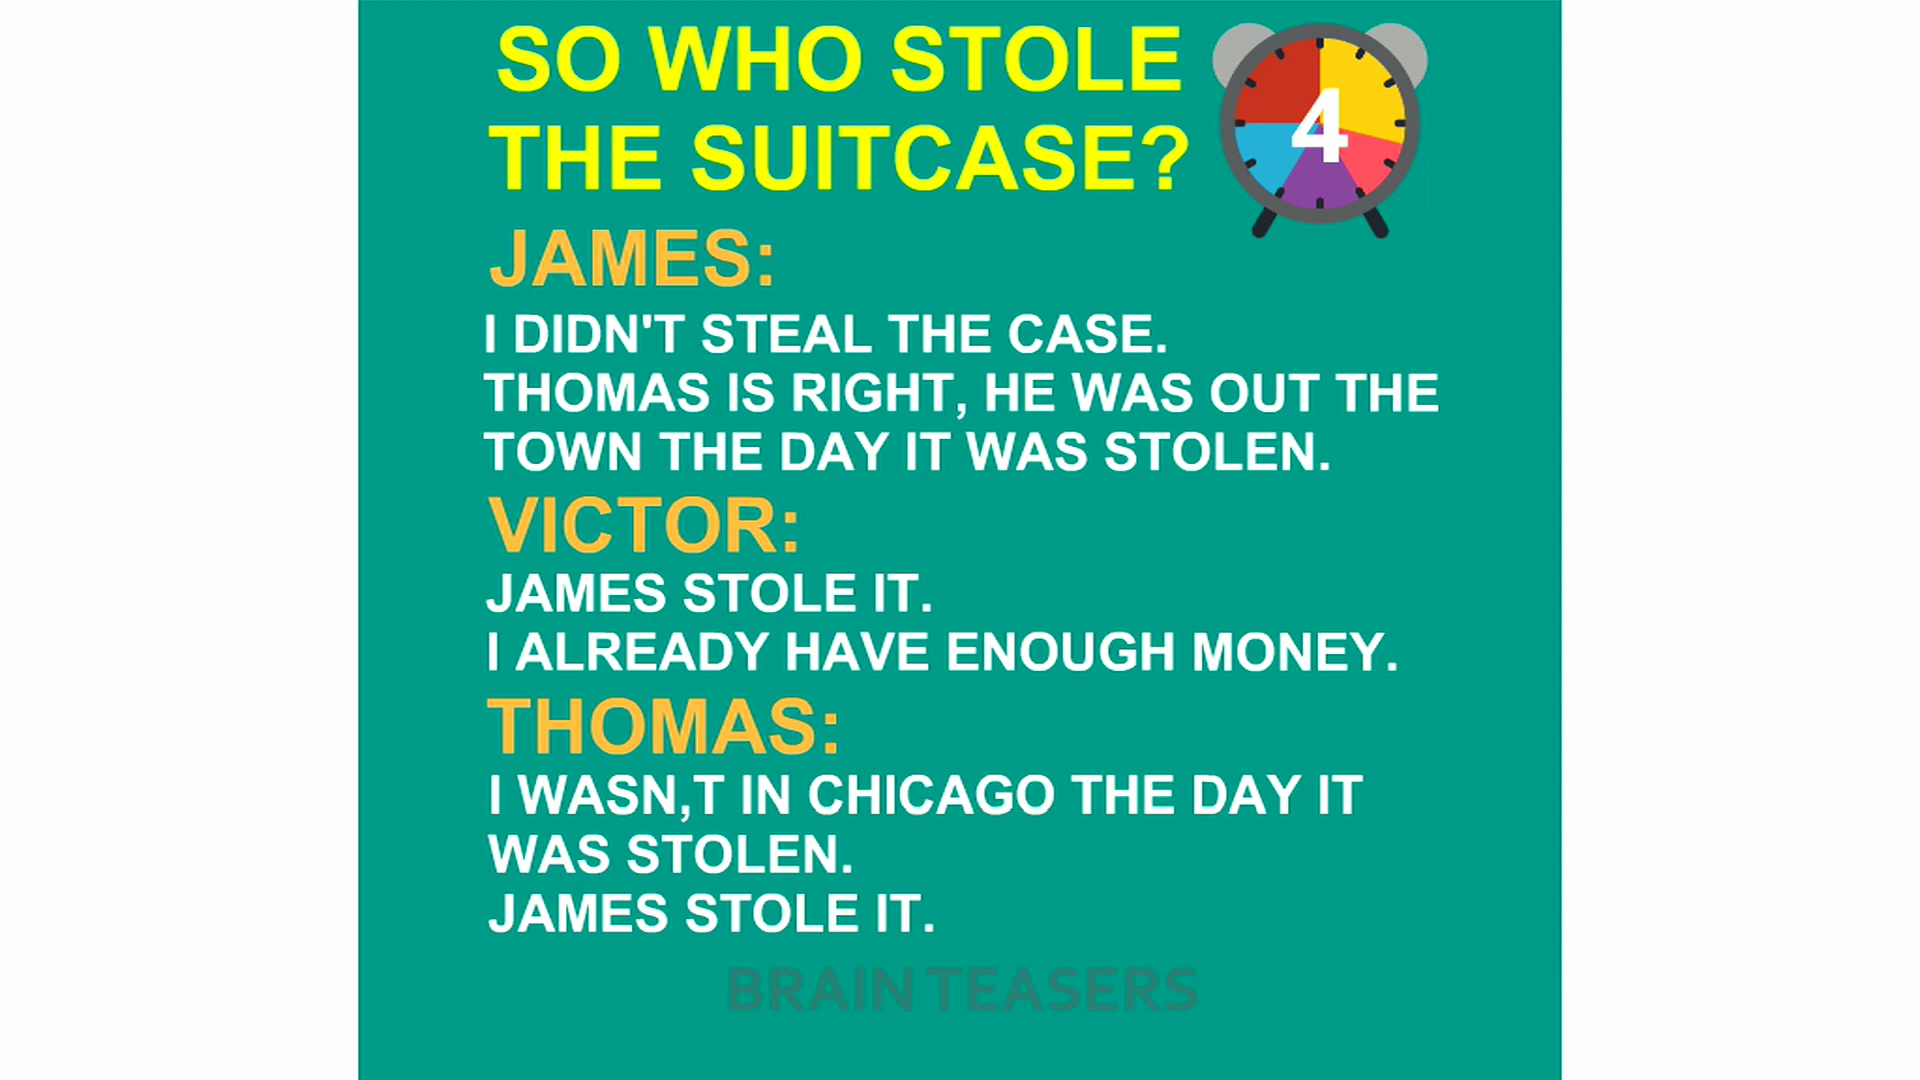 SO WHO STOLE
THE SUITCASE?
4
JAMES:
I DIDN'T STEAL THE CASE.
THOMAS IS RIGHT, HE WAS OUT THE
TOWN THE DAY IT WAS STOLEN.
VICTOR:
JAMES STOLE IT.
I ALREADY HAVE ENOUGH MONEY.
THOMAS:
I WASN,T IN CHICAGO THE DAY IT
WAS STOLEN.
JAMES STOLE IT.
BRAIN TEASERS